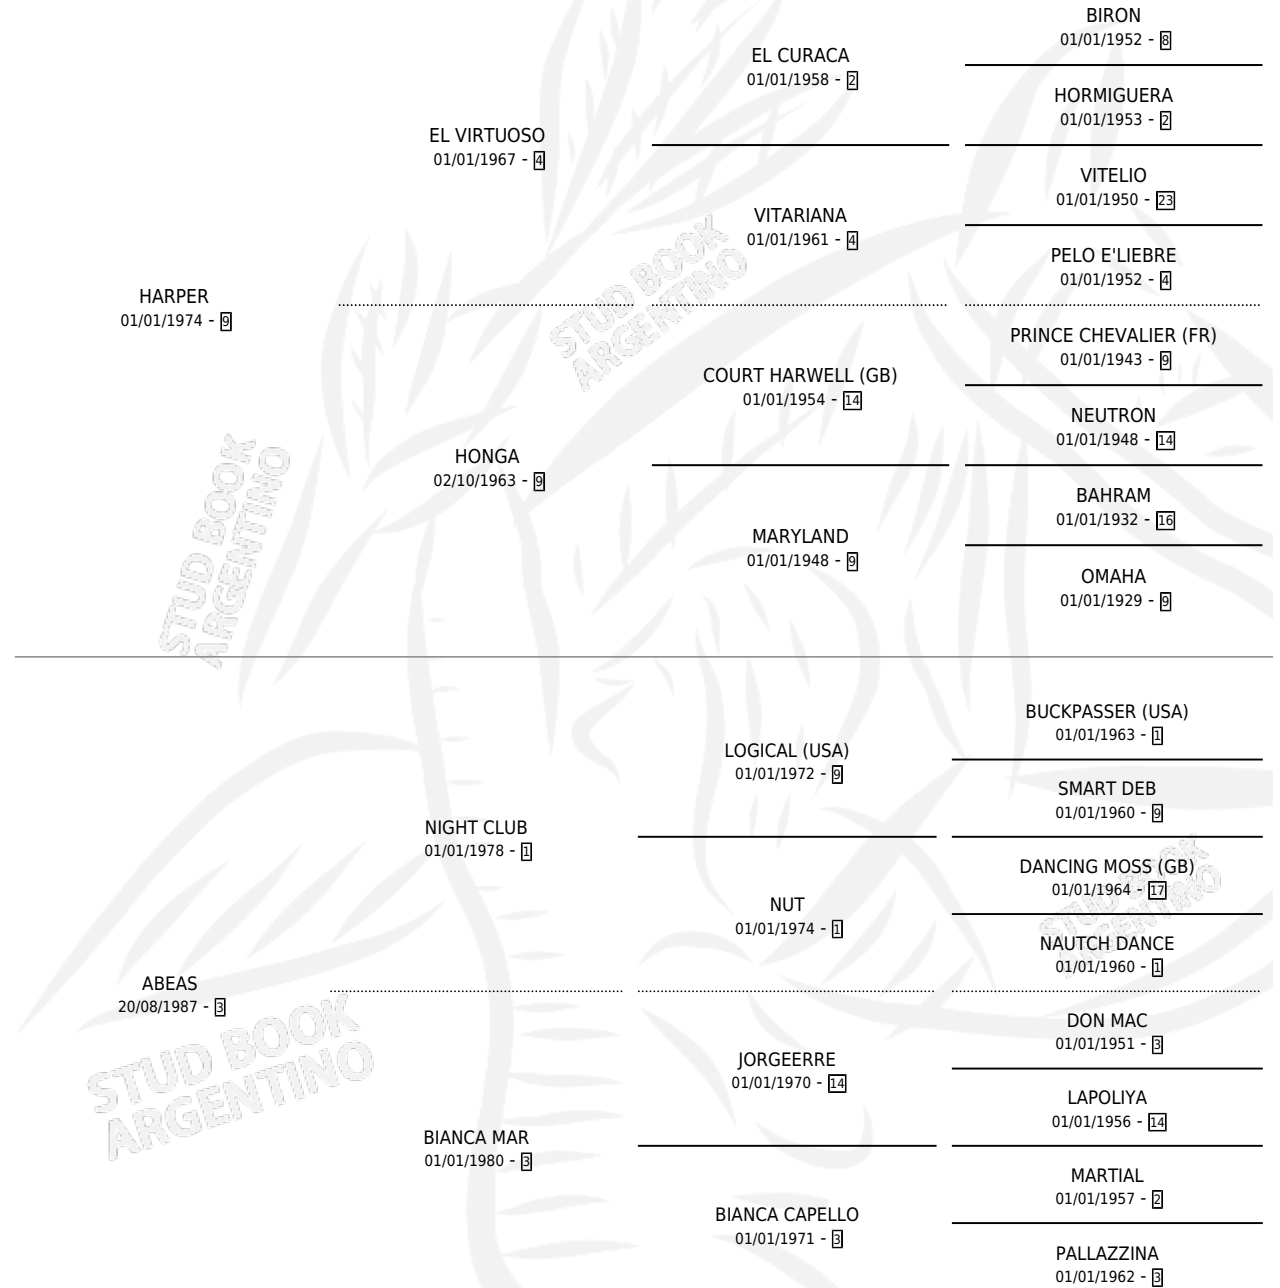 BIRON
01/01/1952 - 8
EL CURACA
01/01/1958 - 2
HORMIGUERA
01/01/1953 - 2
EL VIRTUOSO
01/01/1967 - 4
VITELIO
01/01/1950 - 23
VITARIANA
01/01/1961 - 4
PELO E'LIEBRE
01/01/1952 - 4
HARPER
01/01/1974 - 9
PRINCE CHEVALIER (FR)
01/01/1943 - 9
COURT HARWELL (GB)
01/01/1954 - 14
NEUTRON
01/01/1948 - 14
HONGA
02/10/1963 - 9
BAHRAM
01/01/1932 - 16
MARYLAND
01/01/1948 - 9
OMAHA
01/01/1929 - 9
STUD BOOK
ARGENTINO
STUD BOOK
ARGENTINO
BUCKPASSER (USA)
01/01/1963 - 1
LOGICAL (USA)
01/01/1972 - 9
SMART DEB
01/01/1960 - 9
NIGHT CLUB
01/01/1978 - 1
DANCING MOSS (GB)
01/01/1964 - 17
NUT
01/01/1974 - 1
NAUTCH DANCE
01/01/1960 - 1
STUD BOOK
ARGENTINO
ABEAS
20/08/1987 - 3
DON MAC
01/01/1951 - 3
JORGEERRE
01/01/1970 - 14
LAPOLIYA
01/01/1956 - 14
BIANCA MAR
01/01/1980 - 3
MARTIAL
01/01/1957 - 2
BIANCA CAPELLO
01/01/1971 - 3
PALLAZZINA
01/01/1962 - 3
STUD BOOK
ARGENTINO